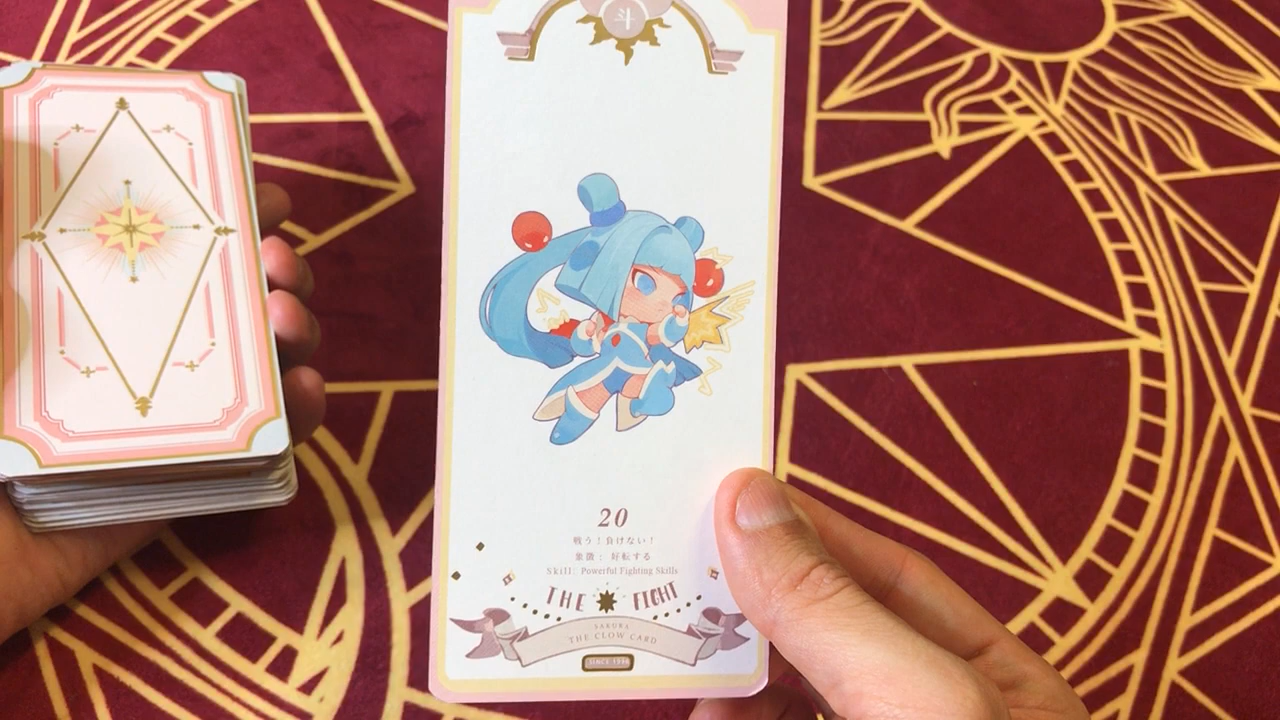 斗
20
戦う！負けない！
象徴： 好転する
Skill: Powerful Fighting Skills
THE FIGHT
SAKURA
THE CLOW CARD
SINCE 1996